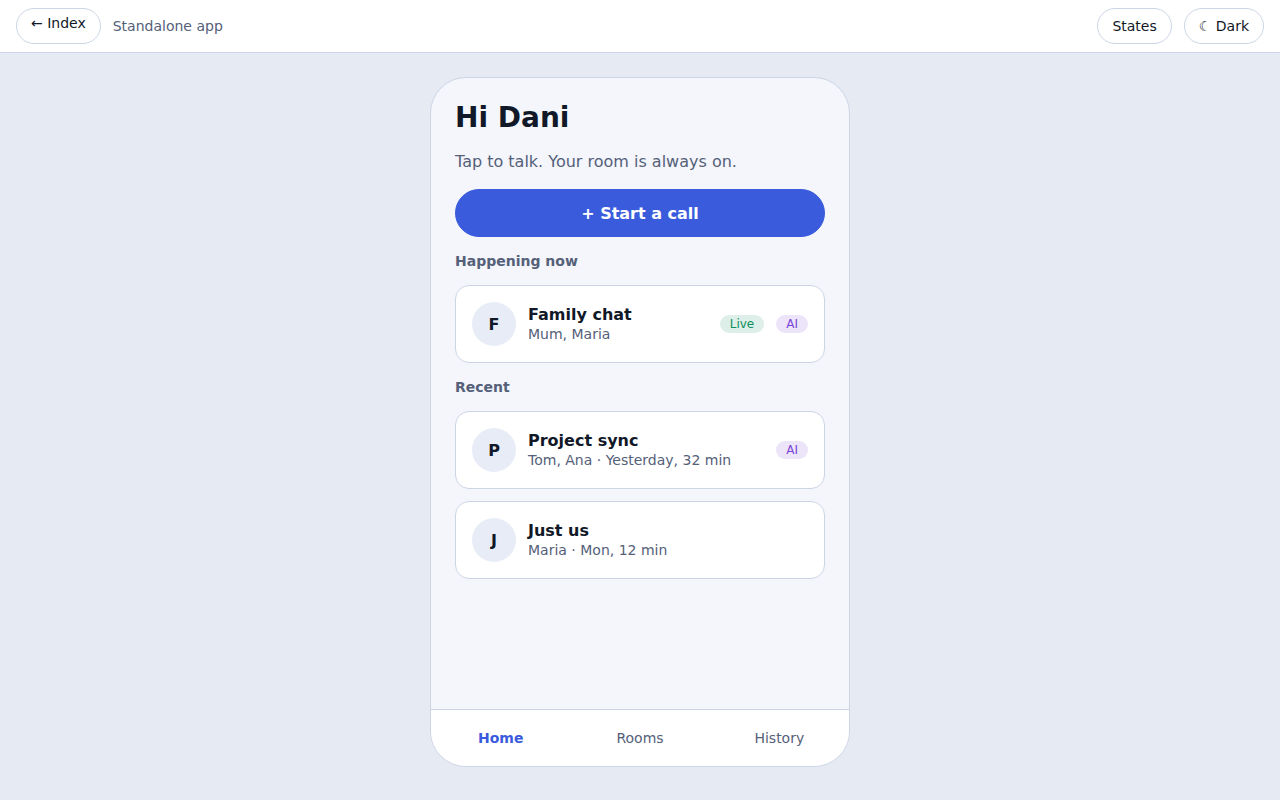 ← Index
Standalone app
States
☾ Dark
Hi Dani
Tap to talk. Your room is always on.
+ Start a call
Happening now
F
Family chat
Mum, Maria
Live
AI
Recent
P
Project sync
Tom, Ana · Yesterday, 32 min
AI
J
Just us
Maria · Mon, 12 min
Home
Rooms
History